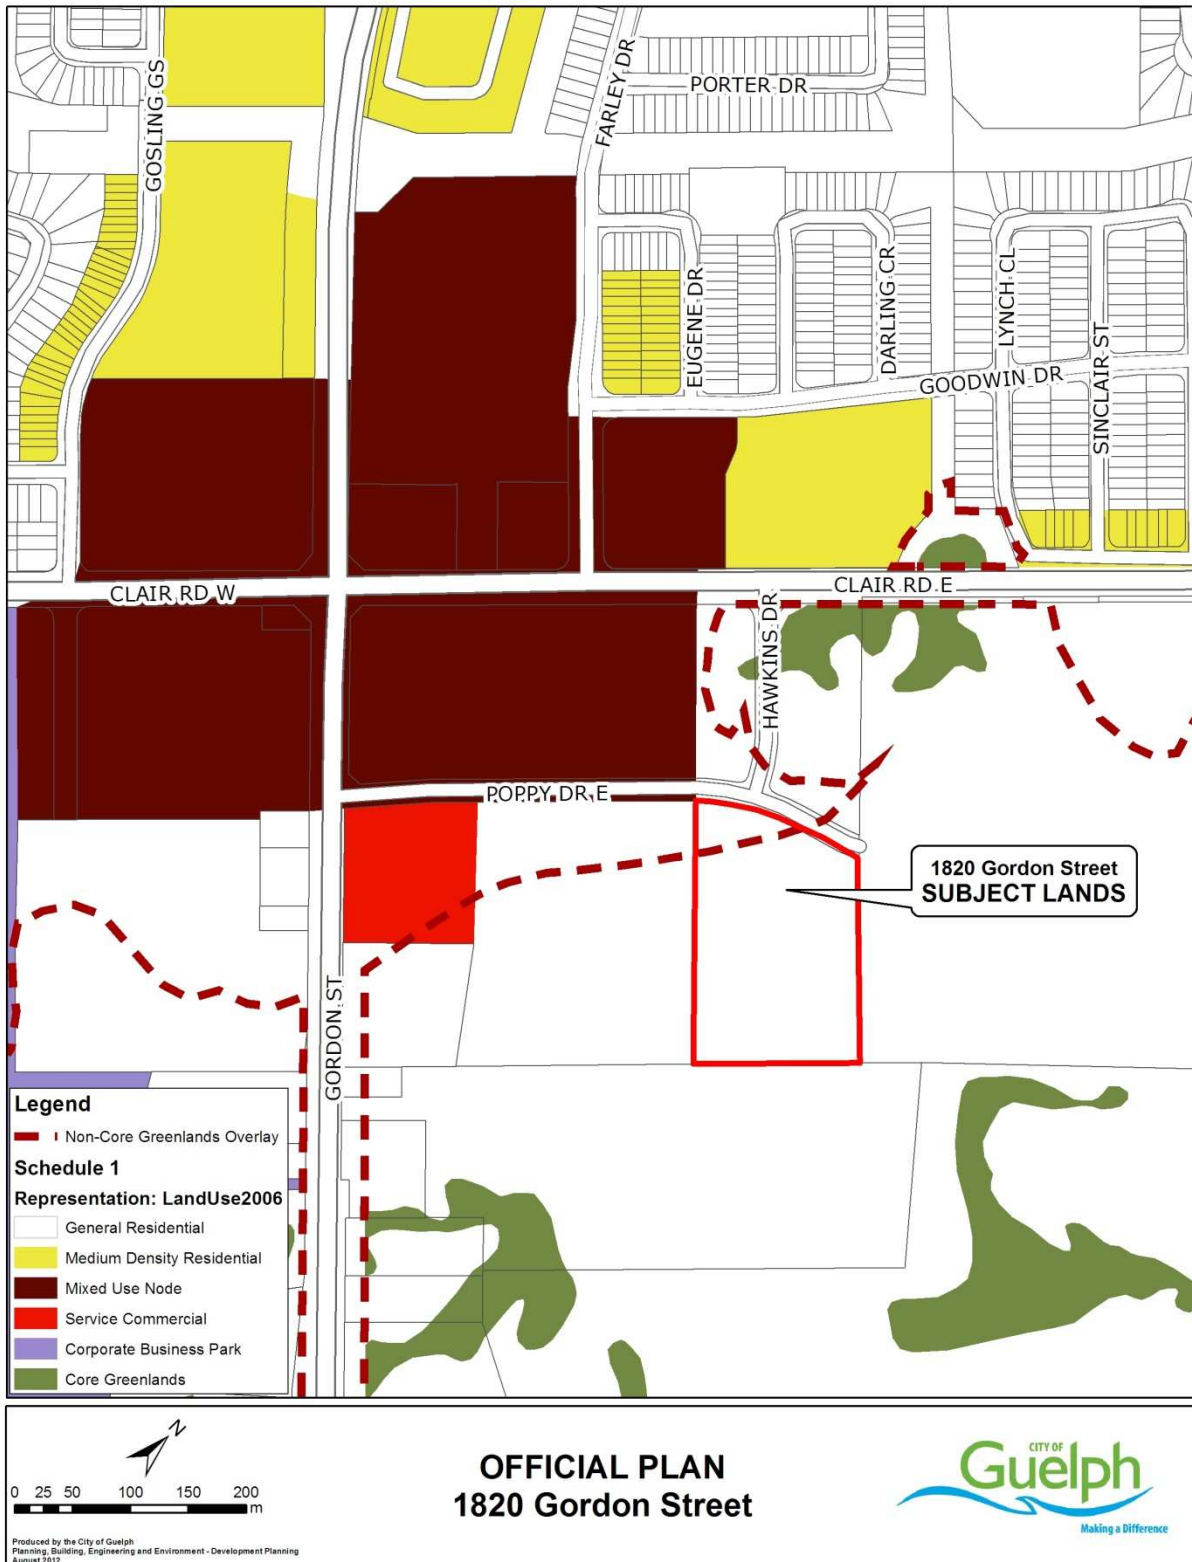 GOSLING GS
FARLEY DR
PORTER DR
EUGENE DR
DARLING CR
LYNCH CL
SINCLAIR ST
GOODWIN DR
CLAIR RD W
CLAIR RD E
HAWKINS DR
POPPY DR E
1820 Gordon Street
SUBJECT LANDS
GORDON ST
Legend
Non-Core Greenlands Overlay
Schedule 1
Representation: LandUse2006
General Residential
Medium Density Residential
Mixed Use Node
Service Commercial
Corporate Business Park
Core Greenlands
N
0 25 50 100 150 200
m
Produced by the City of Guelph
Planning, Building, Engineering and Environment - Development Planning
August 2012
OFFICIAL PLAN
1820 Gordon Street
CITY OF
Guelph
Making a Difference